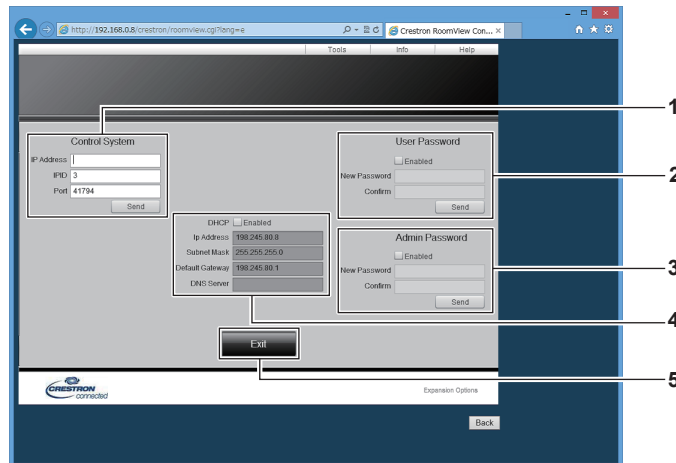 http://192.168.0.8/crestron/roomview.cgi?lang=e
Crestron RoomView Con... ×
Tools Info Help
1
Control System
IP Address
IPID 3
Port 41794
Send
User Password
Enabled
New Password
Confirm
Send
2
DHCP Enabled
Ip Address 198.245.80.8
Subnet Mask 255.255.255.0
Default Gateway 198.245.80.1
DNS Server
Admin Password
Enabled
New Password
Confirm
Send
3
4
Exit
5
CRESTRON
connected
Expansion Options
Back